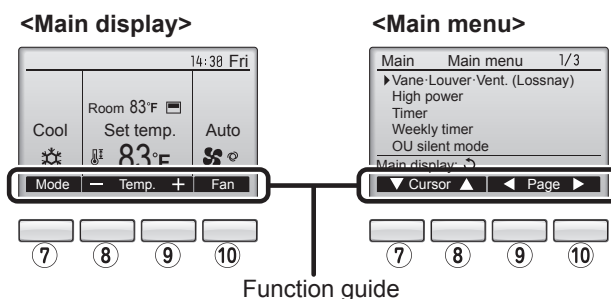 <Main display>
14:30 Fri
Room 83°F
Cool
Set temp.
Auto
83°F
Mode
— Temp. +
Fan
7
8
9
10
<Main menu>
Main
Main menu
1/3
▶Vane·Louver·Vent. (Lossnay)
High power
Timer
Weekly timer
OU silent mode
Main display:
▼ Cursor ▲
◀ Page ▶
7
8
9
10
Function guide